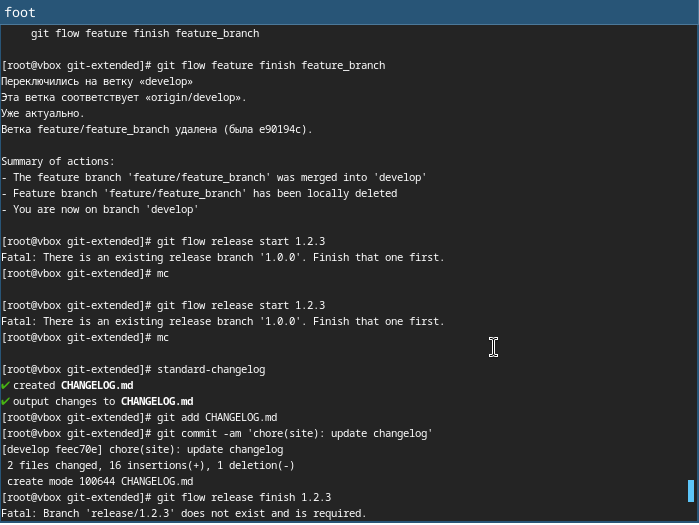 foot
git flow feature finish feature_branch
[root@vbox git-extended]# git flow feature finish feature_branch
Переключились на ветку «develop»
Эта ветка соответствует «origin/develop».
Уже актуально.
Ветка feature/feature_branch удалена (была e90194c).
Summary of actions:
- The feature branch 'feature/feature_branch' was merged into 'develop'
- Feature branch 'feature/feature_branch' has been locally deleted
- You are now on branch 'develop'
[root@vbox git-extended]# git flow release start 1.2.3
Fatal: There is an existing release branch '1.0.0'. Finish that one first.
[root@vbox git-extended]# mc
[root@vbox git-extended]# git flow release start 1.2.3
Fatal: There is an existing release branch '1.0.0'. Finish that one first.
[root@vbox git-extended]# mc
[root@vbox git-extended]# standard-changelog
✔ created CHANGELOG.md
✔ output changes to CHANGELOG.md
[root@vbox git-extended]# git add CHANGELOG.md
[root@vbox git-extended]# git commit -am 'chore(site): update changelog'
[develop feec70e] chore(site): update changelog
2 files changed, 16 insertions(+), 1 deletion(-)
create mode 100644 CHANGELOG.md
[root@vbox git-extended]# git flow release finish 1.2.3
Fatal: Branch 'release/1.2.3' does not exist and is required.